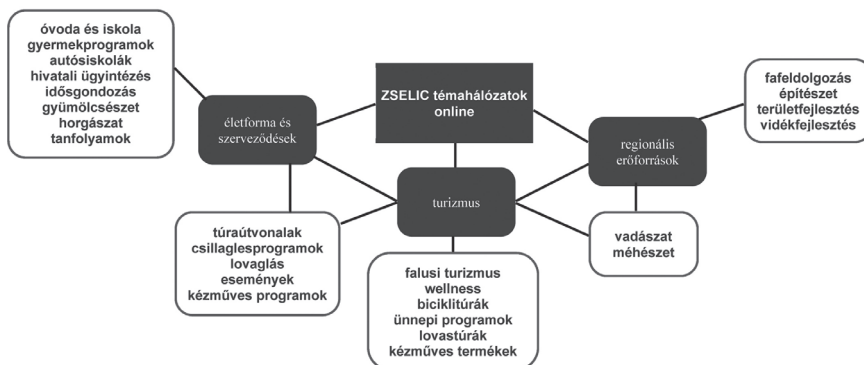 óvoda és iskola
gyermekprogramok
autósiskolák
hivatali ügyintézés
idősgondozás
gyümölcsészet
horgászat
tanfolyamok
életforma és
szerveződések
ZSELIC témahálózatok
online
regionális
erőforrások
fafeldolgozás
építészet
területfejlesztés
vidékfejlesztés
turizmus
túraútvonalak
csillaglesprogramok
lovaglás
események
kézműves programok
falusi turizmus
wellness
biciklitúrák
ünnepi programok
lovastúrák
kézműves termékek
vadászat
méhészet